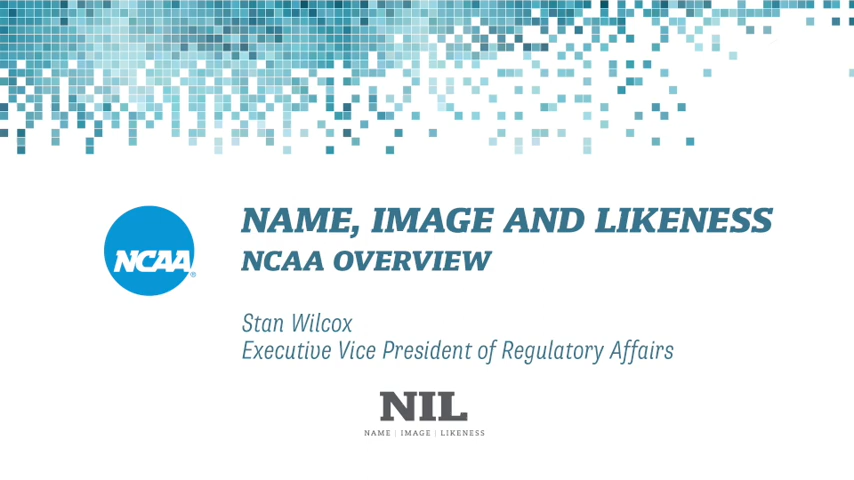 NAME, IMAGE AND LIKENESS
NCAA OVERVIEW
NCAA®
Stan Wilcox
Executive Vice President of Regulatory Affairs
NIL
NAME | IMAGE | LIKENESS